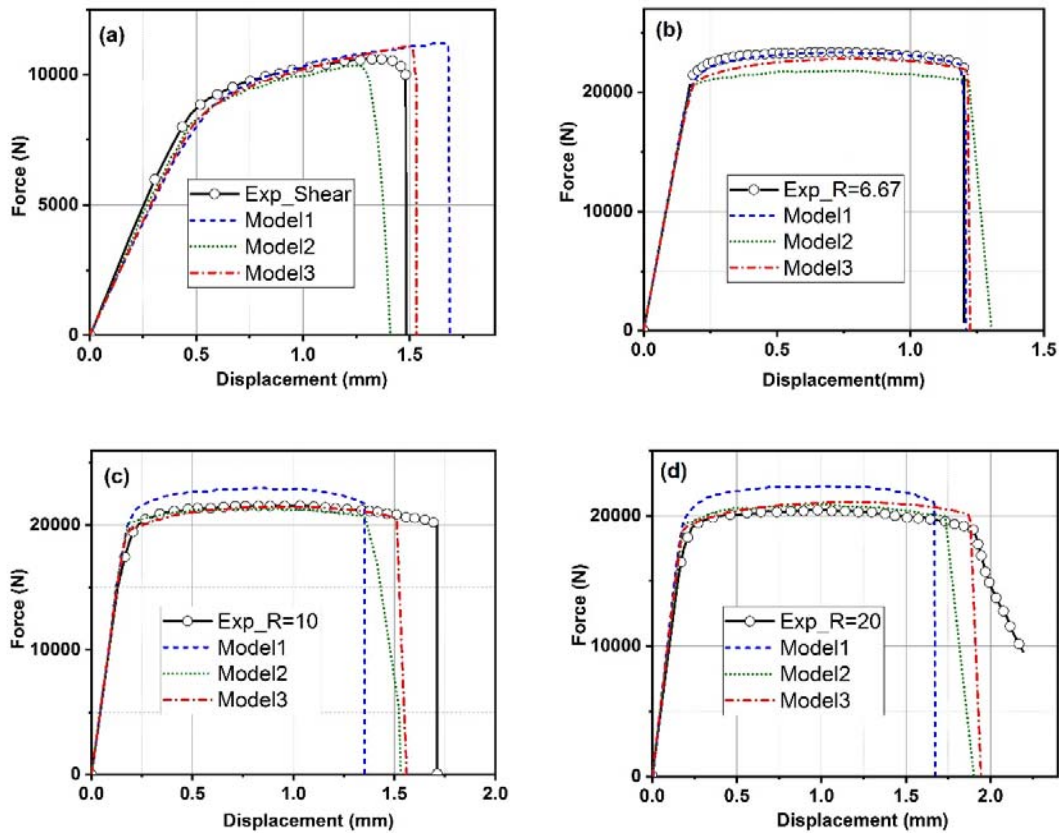 (a)
10000
5000
0
Force (N)
Exp_Shear
Model1
Model2
Model3
0.0 0.5 1.0 1.5
Displacement (mm)
(b)
20000
10000
0
Force (N)
Exp_R=6.67
Model1
Model2
Model3
0.0 0.5 1.0 1.5
Displacement(mm)
(c)
20000
10000
0
Force (N)
Exp_R=10
Model1
Model2
Model3
0.0 0.5 1.0 1.5 2.0
Displacement (mm)
(d)
20000
10000
0
Force (N)
Exp_R=20
Model1
Model2
Model3
0.0 0.5 1.0 1.5 2.0
Displacement (mm)